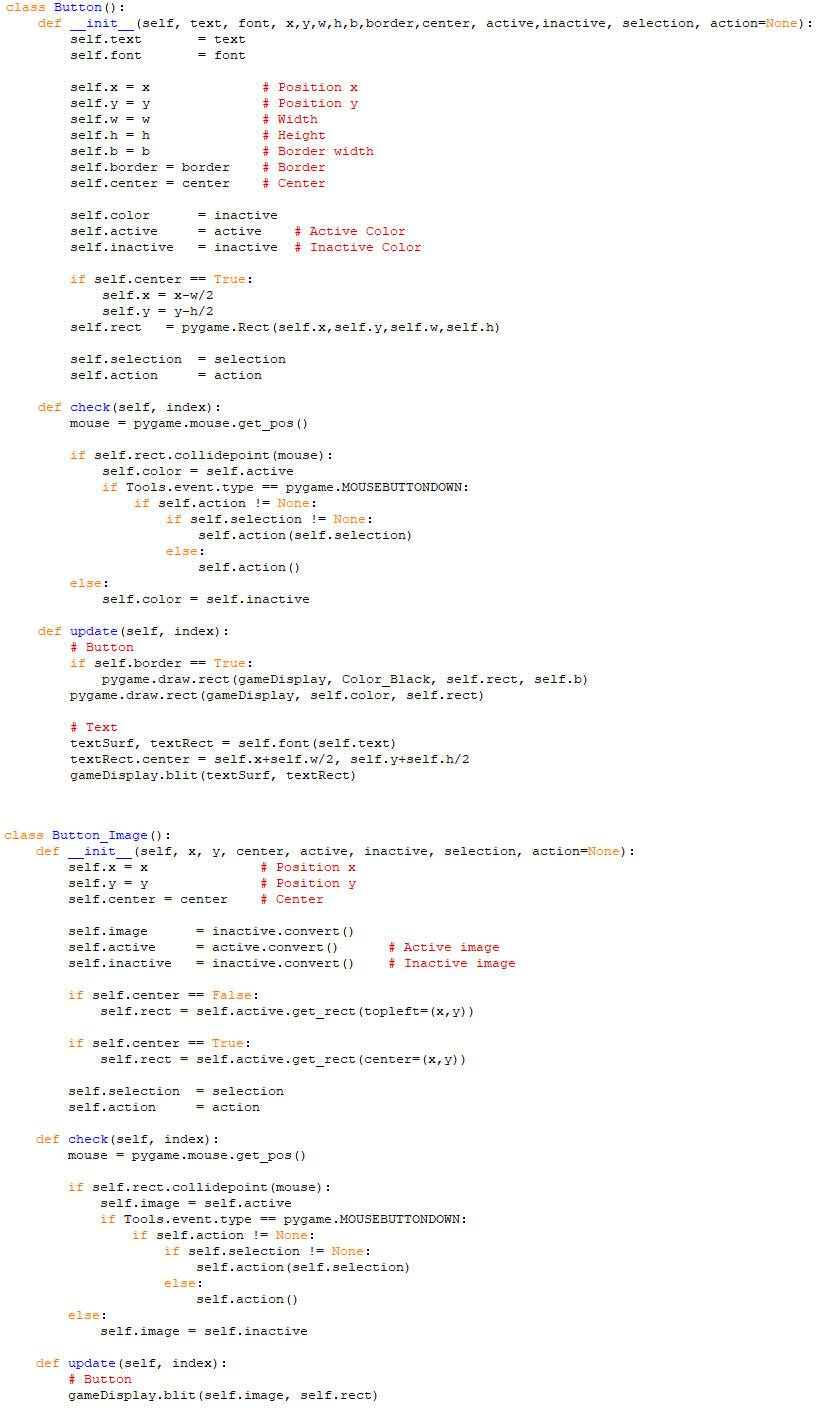 class Button():
    def __init__(self, text, font, x,y,w,h,b,border,center, active,inactive, selection, action=None):
        self.text       = text
        self.font       = font

        self.x = x              # Position x
        self.y = y              # Position y
        self.w = w              # Width
        self.h = h              # Height
        self.b = b              # Border width
        self.border = border    # Border
        self.center = center    # Center

        self.color      = inactive
        self.active     = active    # Active Color
        self.inactive   = inactive  # Inactive Color

        if self.center == True:
            self.x = x-w/2
            self.y = y-h/2
        self.rect   = pygame.Rect(self.x,self.y,self.w,self.h)

        self.selection  = selection
        self.action     = action

    def check(self, index):
        mouse = pygame.mouse.get_pos()

        if self.rect.collidepoint(mouse):
            self.color = self.active
            if Tools.event.type == pygame.MOUSEBUTTONDOWN:
                if self.action != None:
                    if self.selection != None:
                        self.action(self.selection)
                    else:
                        self.action()
        else:
            self.color = self.inactive

    def update(self, index):
        # Button
        if self.border == True:
            pygame.draw.rect(gameDisplay, Color_Black, self.rect, self.b)
        pygame.draw.rect(gameDisplay, self.color, self.rect)

        # Text
        textSurf, textRect = self.font(self.text)
        textRect.center = self.x+self.w/2, self.y+self.h/2
        gameDisplay.blit(textSurf, textRect)

class Button_Image():
    def __init__(self, x, y, center, active, inactive, selection, action=None):
        self.x = x              # Position x
        self.y = y              # Position y
        self.center = center    # Center

        self.image      = inactive.convert()
        self.active     = active.convert()      # Active image
        self.inactive   = inactive.convert()    # Inactive image

        if self.center == False:
            self.rect = self.active.get_rect(topleft=(x,y))

        if self.center == True:
            self.rect = self.active.get_rect(center=(x,y))

        self.selection  = selection
        self.action     = action

    def check(self, index):
        mouse = pygame.mouse.get_pos()

        if self.rect.collidepoint(mouse):
            self.image = self.active
            if Tools.event.type == pygame.MOUSEBUTTONDOWN:
                if self.action != None:
                    if self.selection != None:
                        self.action(self.selection)
                    else:
                        self.action()
        else:
            self.image = self.inactive

    def update(self, index):
        # Button
        gameDisplay.blit(self.image, self.rect)